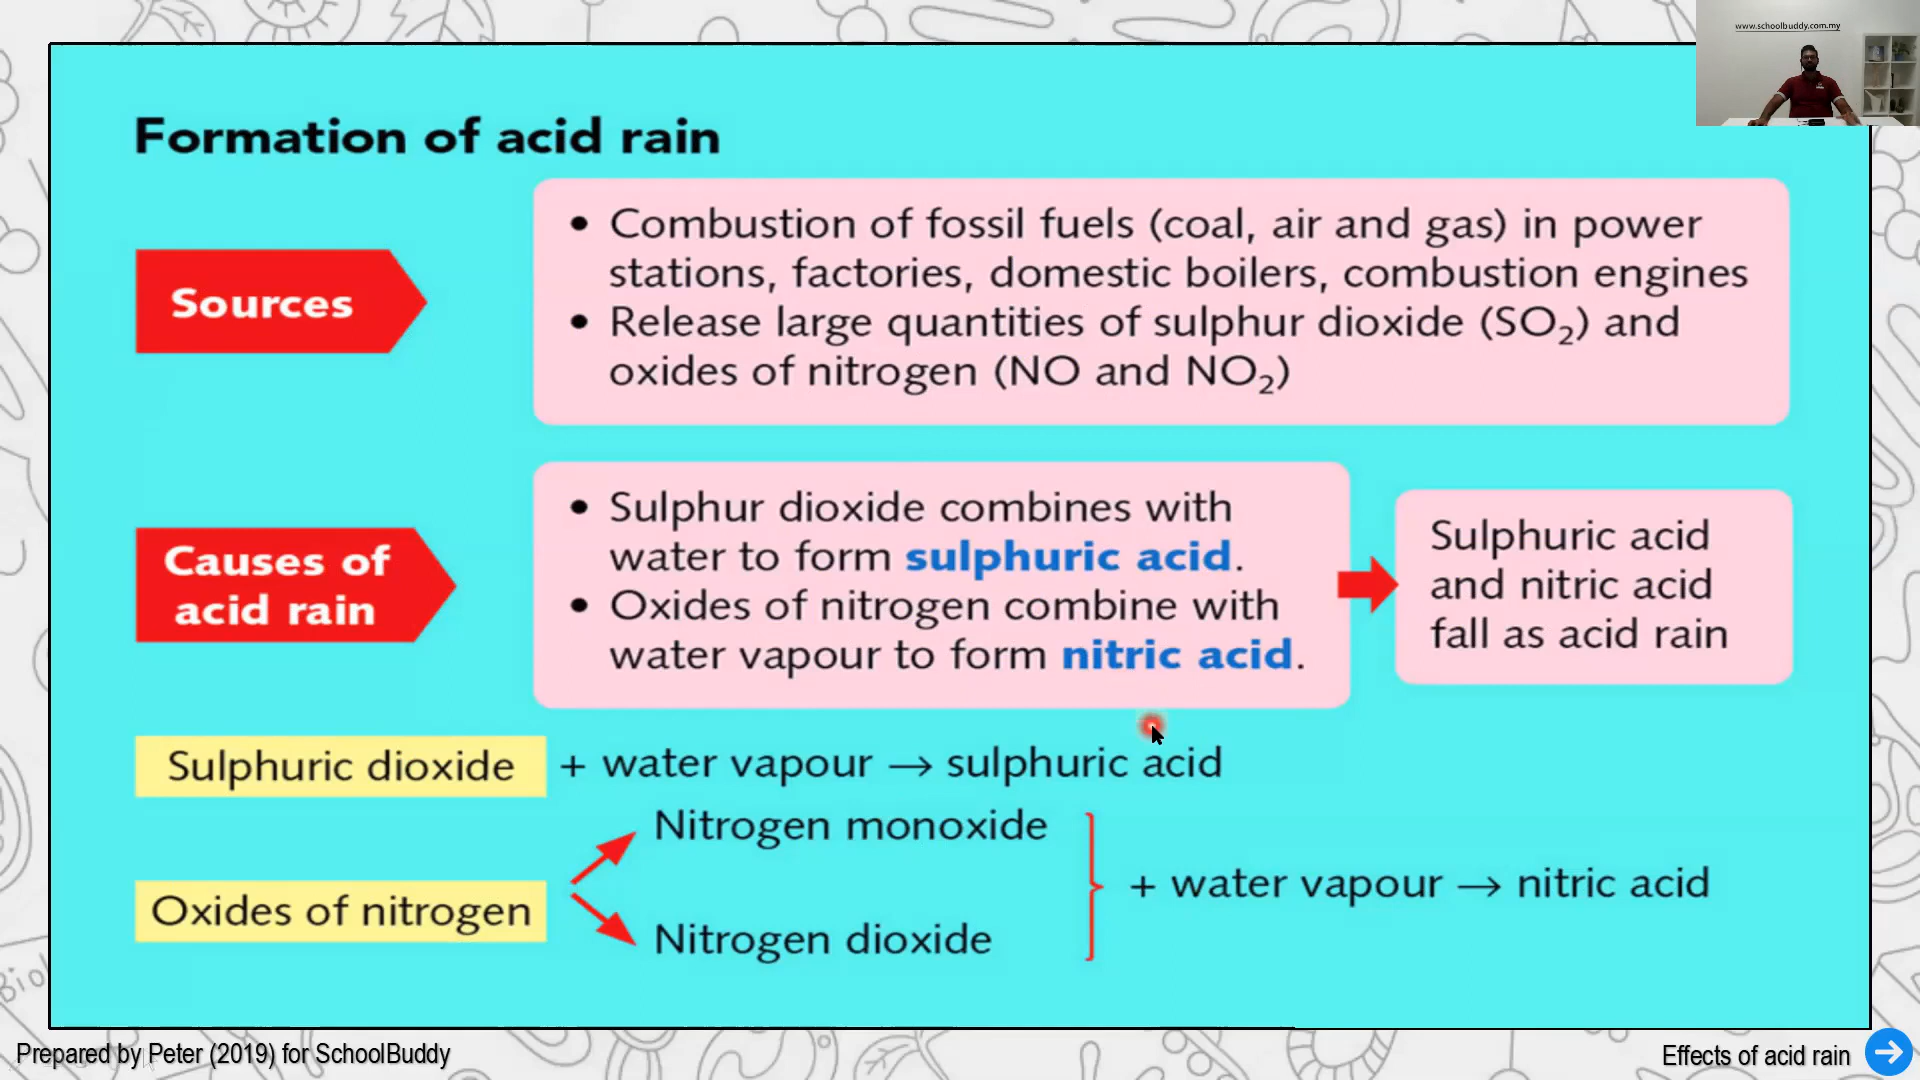 www.schoolbuddy.com.my
Formation of acid rain
Sources
• Combustion of fossil fuels (coal, air and gas) in power
stations, factories, domestic boilers, combustion engines
• Release large quantities of sulphur dioxide (SO₂) and
oxides of nitrogen (NO and NO₂)
Causes of
acid rain
• Sulphur dioxide combines with
water to form sulphuric acid.
• Oxides of nitrogen combine with
water vapour to form nitric acid.
Sulphuric acid
and nitric acid
fall as acid rain
Sulphuric dioxide + water vapour → sulphuric acid
Oxides of nitrogen
Nitrogen monoxide
Nitrogen dioxide
+ water vapour → nitric acid
Biol
Prepared by Peter (2019) for SchoolBuddy
Effects of acid rain